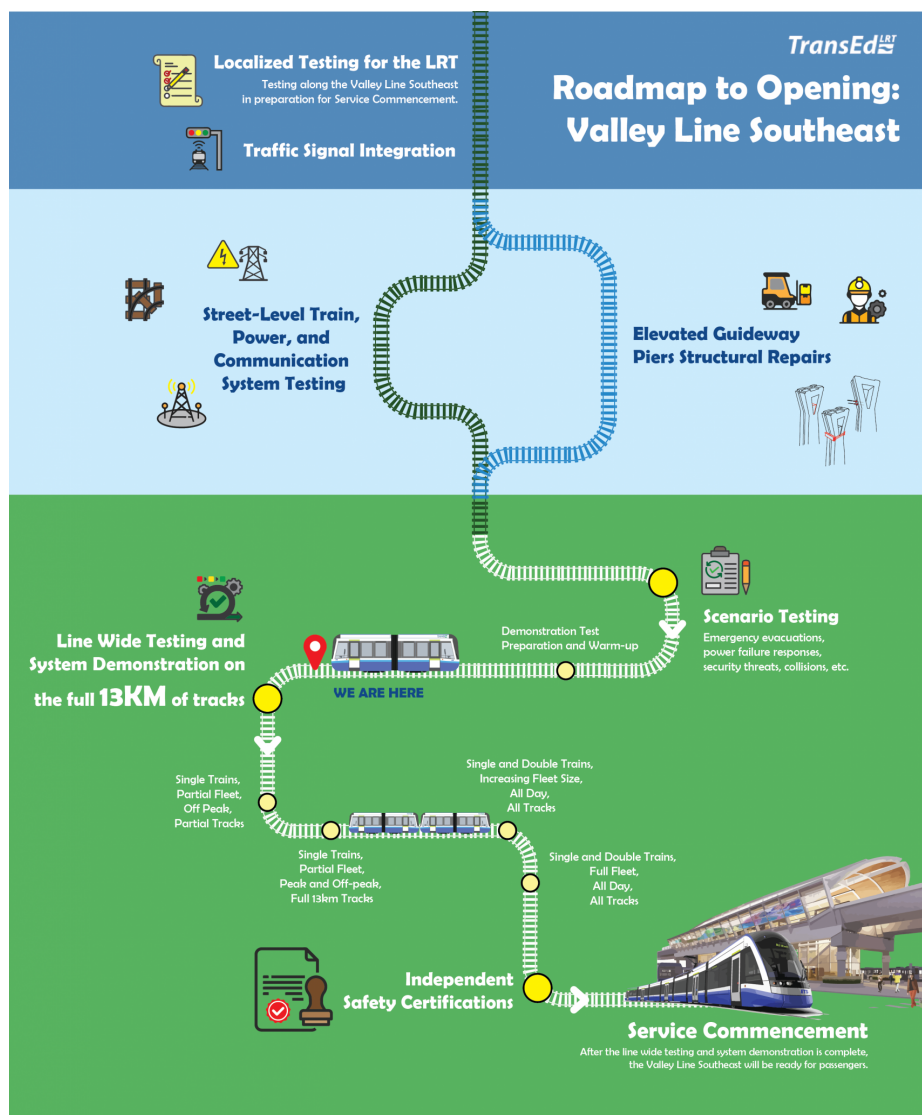 TransEd LRT
Roadmap to Opening:
Valley Line Southeast
Localized Testing for the LRT
Testing along the Valley Line Southeast
in preparation for Service Commencement.
Traffic Signal Integration
Street-Level Train,
Power, and
Communication
System Testing
Elevated Guideway
Piers Structural Repairs
Scenario Testing
Emergency evacuations,
power failure responses,
security threats, collisions, etc.
Demonstration Test
Preparation and Warm-up
WE ARE HERE
Line Wide Testing and
System Demonstration on
the full 13KM of tracks
Single Trains,
Partial Fleet,
Off Peak,
Partial Tracks
Single Trains,
Partial Fleet,
Peak and Off-peak,
Full 13km Tracks
Single and Double Trains,
Increasing Fleet Size,
All Day,
All Tracks
Single and Double Trains,
Full Fleet,
All Day,
All Tracks
Independent
Safety Certifications
Service Commencement
After the line wide testing and system demonstration is complete,
the Valley Line Southeast will be ready for passengers.